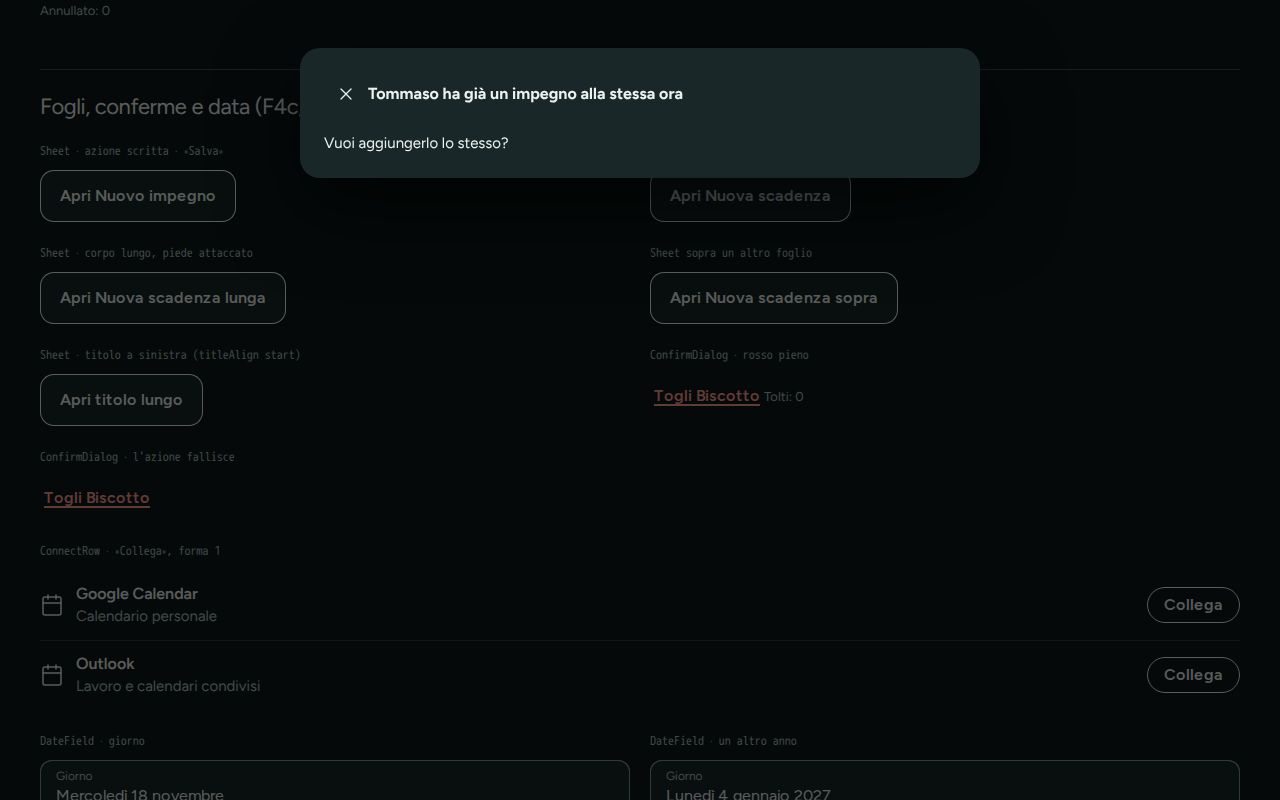 Annullato: 0
Tommaso ha già un impegno alla stessa ora
Vuoi aggiungerlo lo stesso?
Fogli, conferme e data (F4c,
Sheet · azione scritta · «Salva»
Apri Nuovo impegno
Apri Nuova scadenza
Sheet · corpo lungo, piede attaccato
Sheet sopra un altro foglio
Apri Nuova scadenza lunga
Apri Nuova scadenza sopra
Sheet · titolo a sinistra (titleAlign start)
ConfirmDialog · rosso pieno
Apri titolo lungo
Togli Biscotto Tolti: 0
ConfirmDialog · l'azione fallisce
Togli Biscotto
ConnectRow · «Collega», forma 1
Google Calendar
Calendario personale
Collega
Outlook
Lavoro e calendari condivisi
Collega
DateField · giorno
DateField · un altro anno
Giorno
Mercoledì 18 novembre
Giorno
Lunedì 4 gennaio 2027